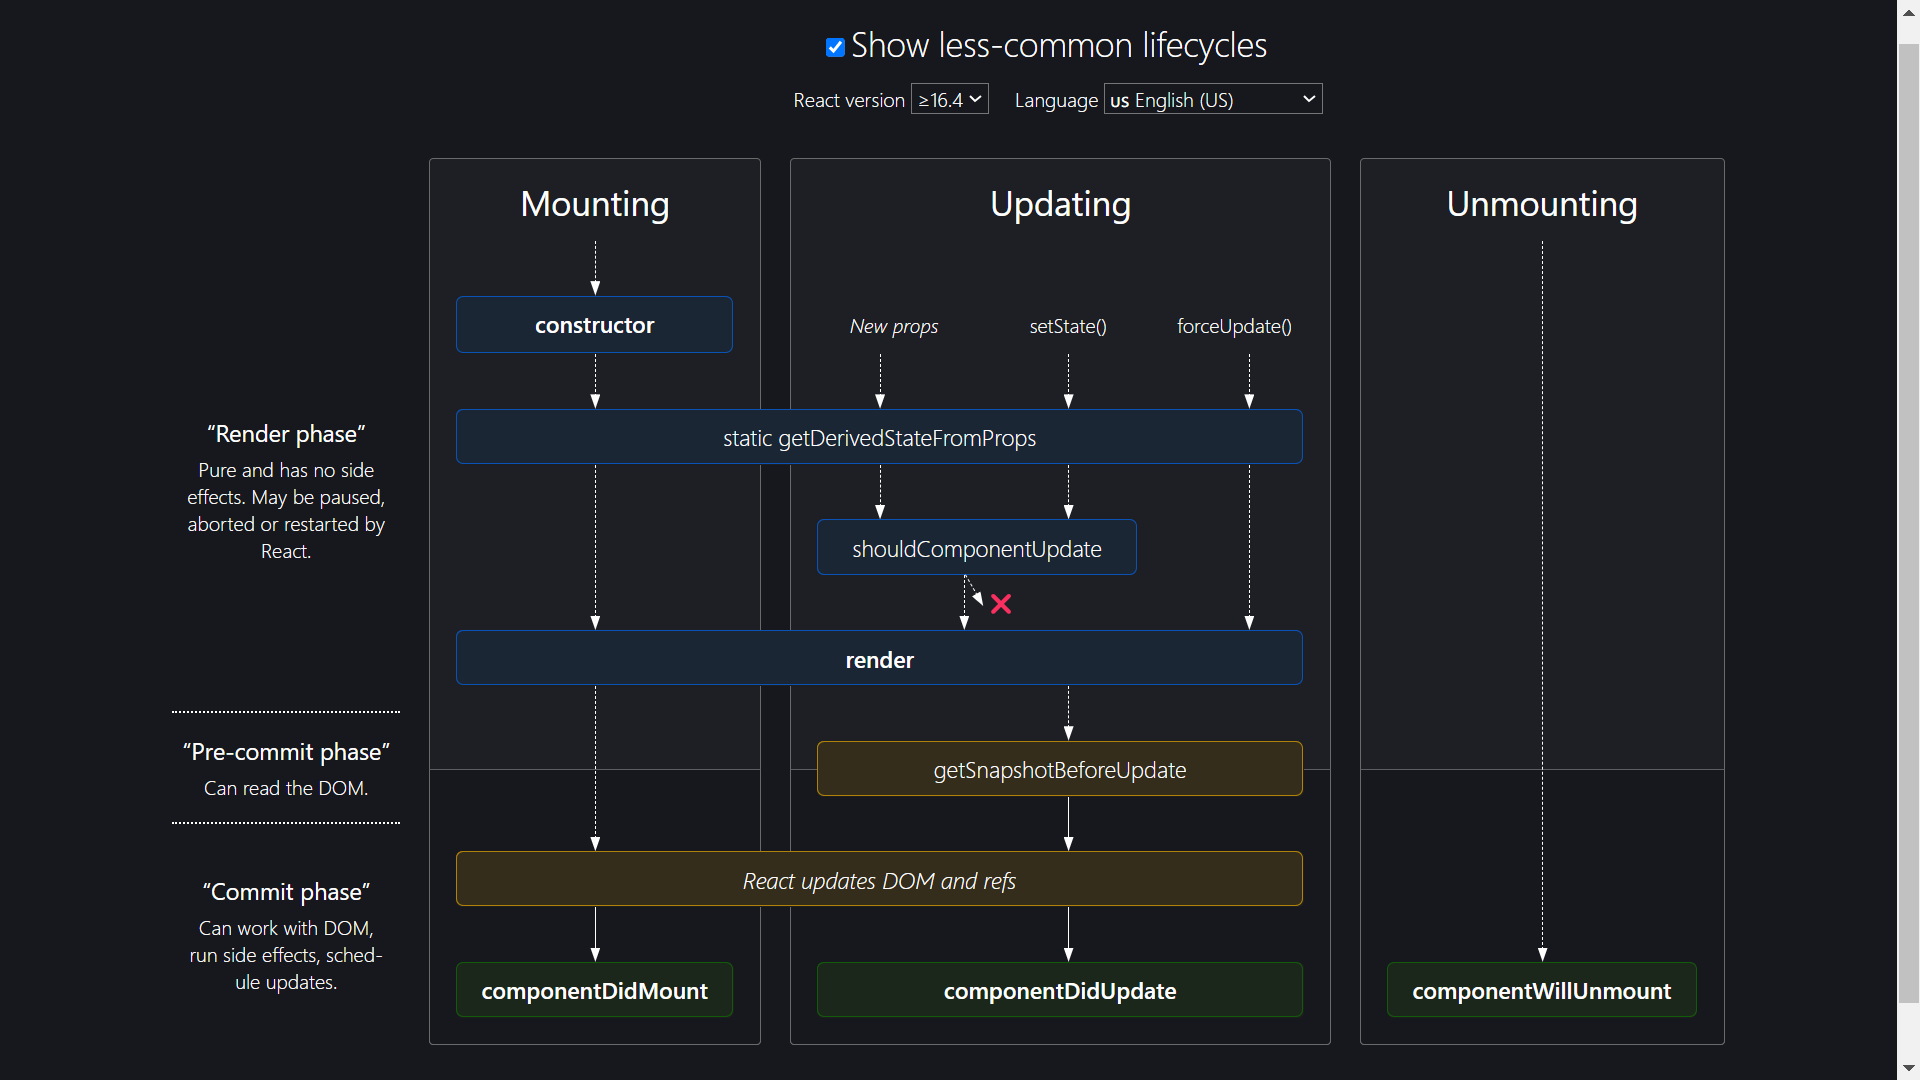 Show less-common lifecycles
React version ≥16.4 Language us English (US)
Mounting
Updating
Unmounting
constructor
New props
setState()
forceUpdate()
“Render phase”
Pure and has no side
effects. May be paused,
aborted or restarted by
React.
static getDerivedStateFromProps
shouldComponentUpdate
render
“Pre-commit phase”
Can read the DOM.
getSnapshotBeforeUpdate
“Commit phase”
Can work with DOM,
run side effects, sched-
ule updates.
React updates DOM and refs
componentDidMount
componentDidUpdate
componentWillUnmount